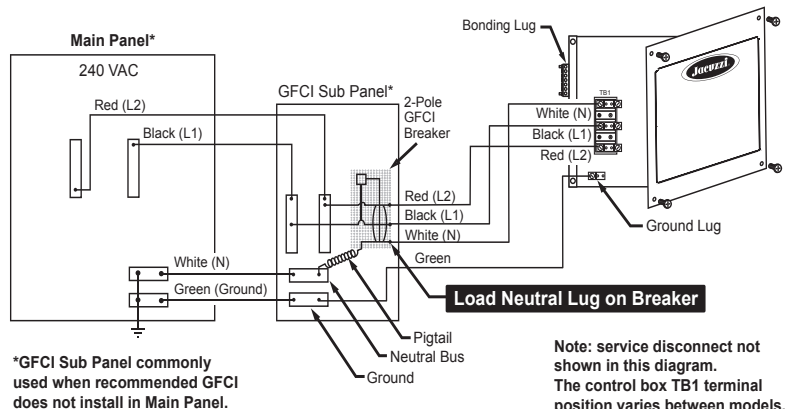 Main Panel*
240 VAC
Red (L2)
Black (L1)
White (N)
Green (Ground)
GFCI Sub Panel*
2-Pole
GFCI
Breaker
Red (L2)
Black (L1)
White (N)
Green
Load Neutral Lug on Breaker
Pigtail
Neutral Bus
Ground
Bonding Lug
TB1
White (N)
Black (L1)
Red (L2)
Jacuzzi
Ground Lug
*GFCI Sub Panel commonly
used when recommended GFCI
does not install in Main Panel.
Note: service disconnect not
shown in this diagram.
The control box TB1 terminal
position varies between models.